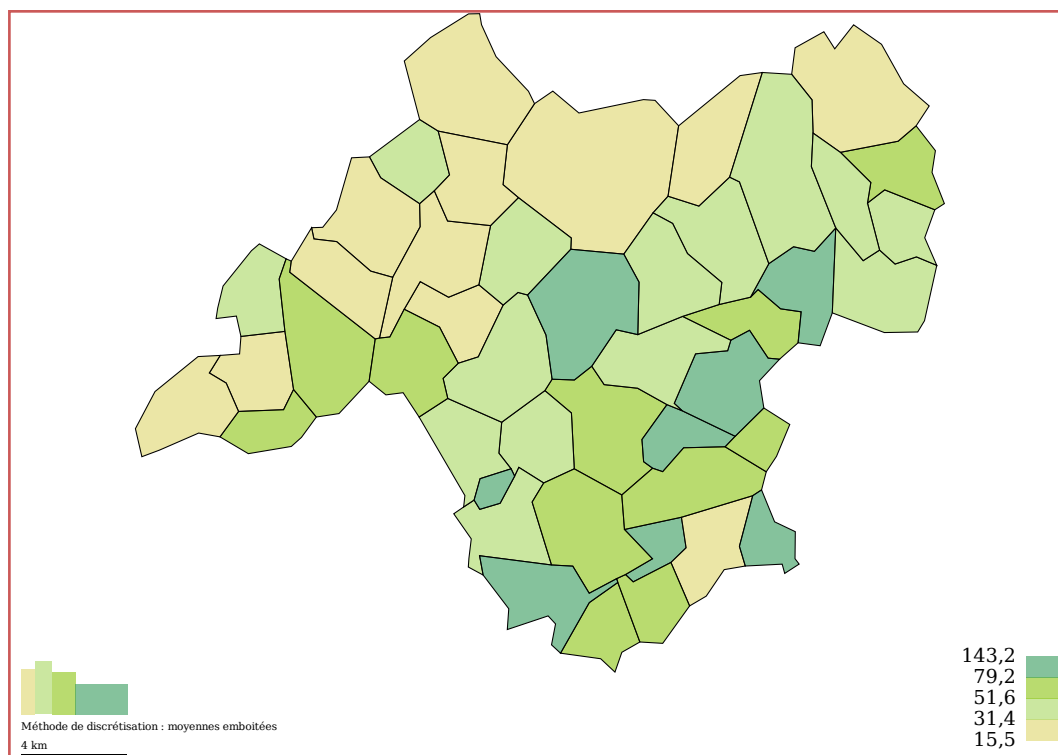 143,2
79,2
51,6
31,4
15,5
Méthode de discrétisation : moyennes emboitées
4 km